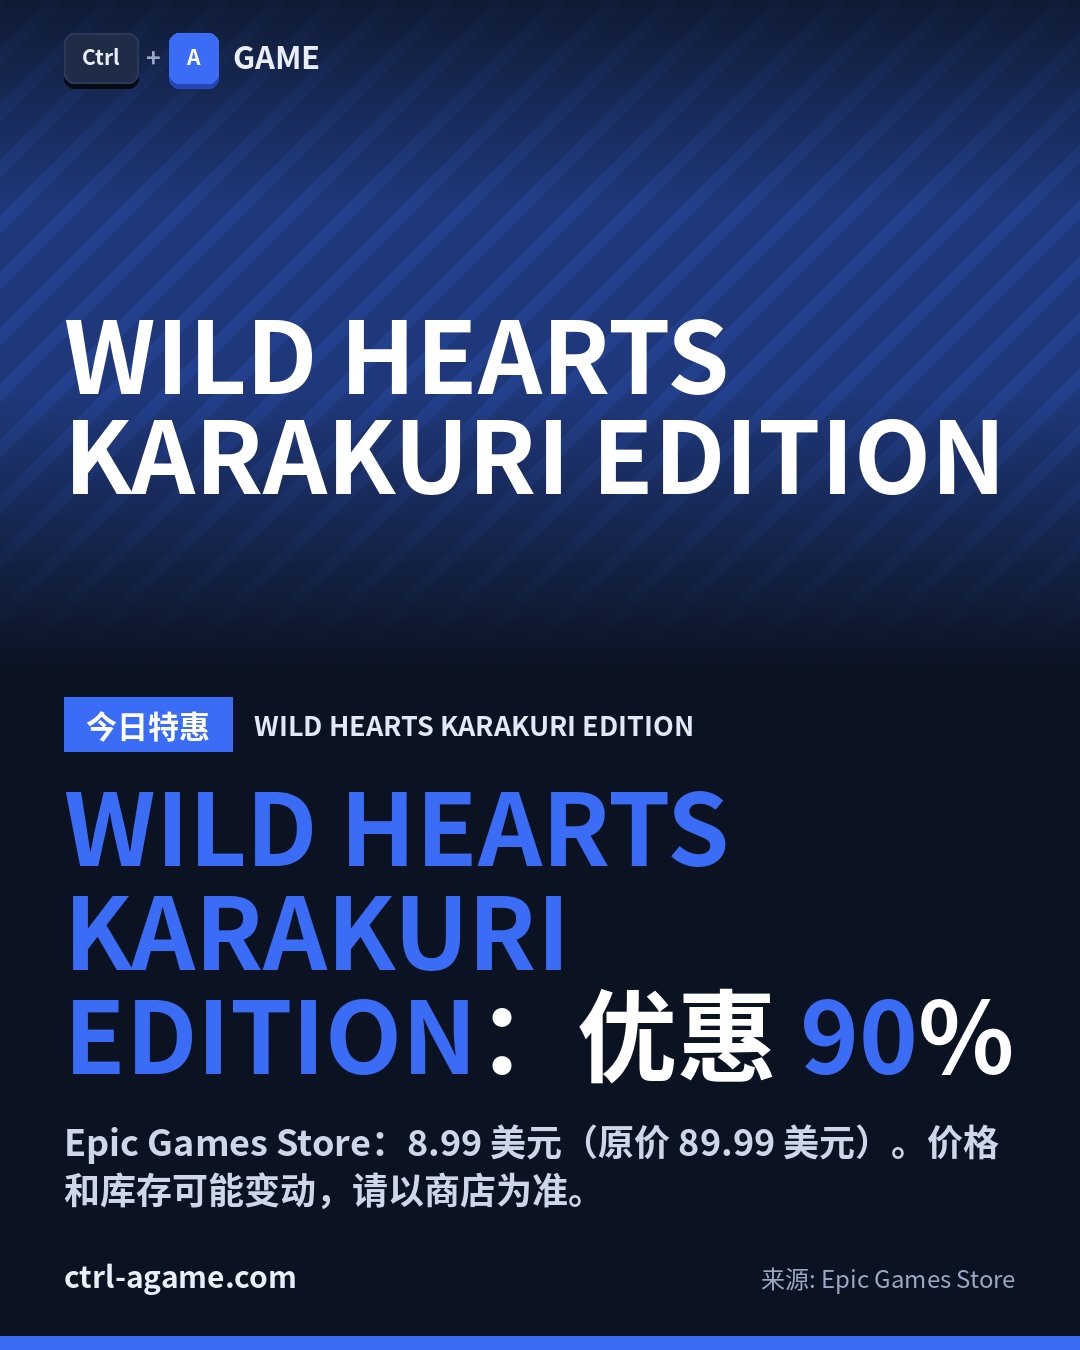 Ctrl + A GAME
WILD HEARTS
KARAKURI EDITION
今日特惠 WILD HEARTS KARAKURI EDITION
WILD HEARTS
KARAKURI
EDITION：优惠 90%
Epic Games Store：8.99 美元（原价 89.99 美元）。价格
和库存可能变动，请以商店为准。
ctrl-agame.com 来源: Epic Games Store